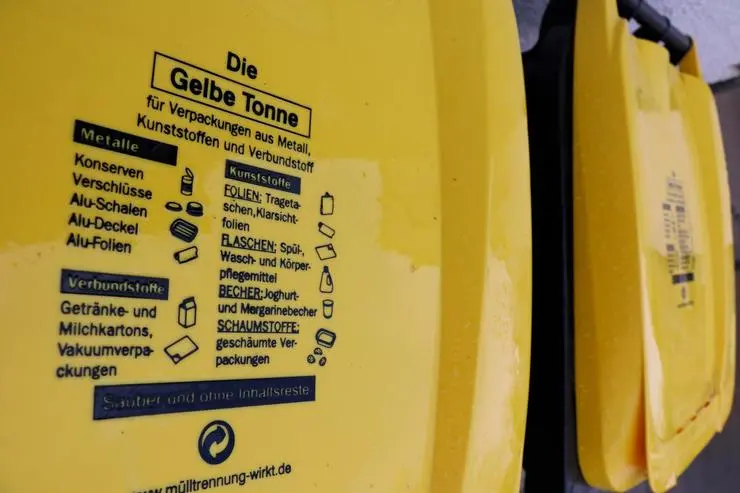 Die
Gelbe Tonne
für Verpackungen aus Metall,
Kunststoffen und Verbundstoff
Metalle
Konserven
Verschlüsse
Alu-Schalen
Alu-Deckel
Alu-Folien
Verbundstoffe
Getränke- und
Milchkartons,
Vakuumverpa-
ckungen
Kunststoffe
FOLIEN: Trageta-
schen,Klarsicht-
folien
FLASCHEN: Spül-,
Wasch- und Körper-
pflegemittel
BECHER:Joghurt-
und Margarinebecher
SCHAUMSTOFFE:
geschäumte Ver-
packungen
Sauber und ohne Inhaltsreste
www.mülltrennung-wirkt.de